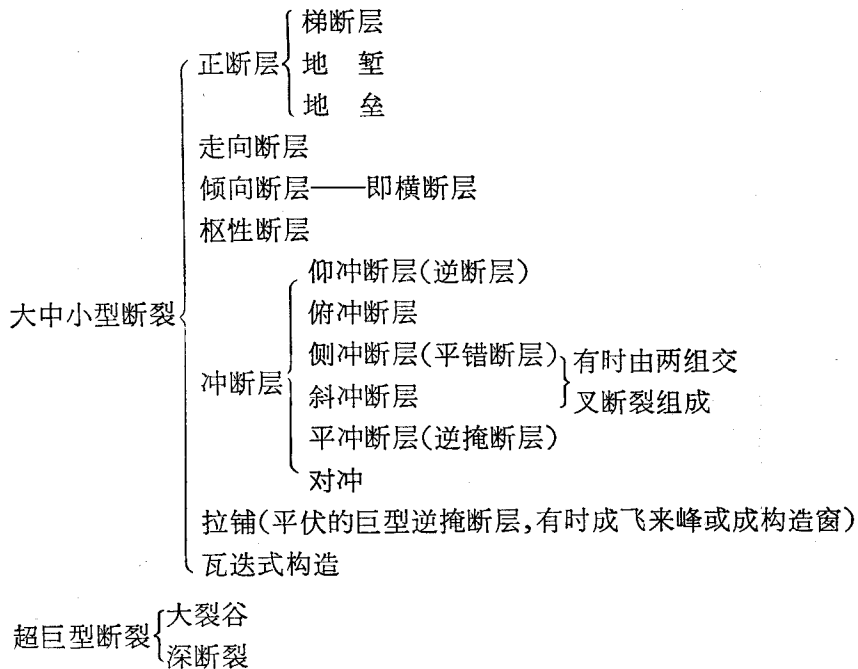 梯断层
正断层
地 堑
地 垒
走向断层
倾向断层——即横断层
枢性断层
仰冲断层(逆断层)
大中小型断裂
俯冲断层
侧冲断层(平错断层)
有时由两组交
冲断层
斜冲断层
叉断裂组成
平冲断层(逆掩断层)
对冲
拉铺(平伏的巨型逆掩断层,有时成飞来峰或成构造窗)
瓦迭式构造
大裂谷
超巨型断裂
深断裂